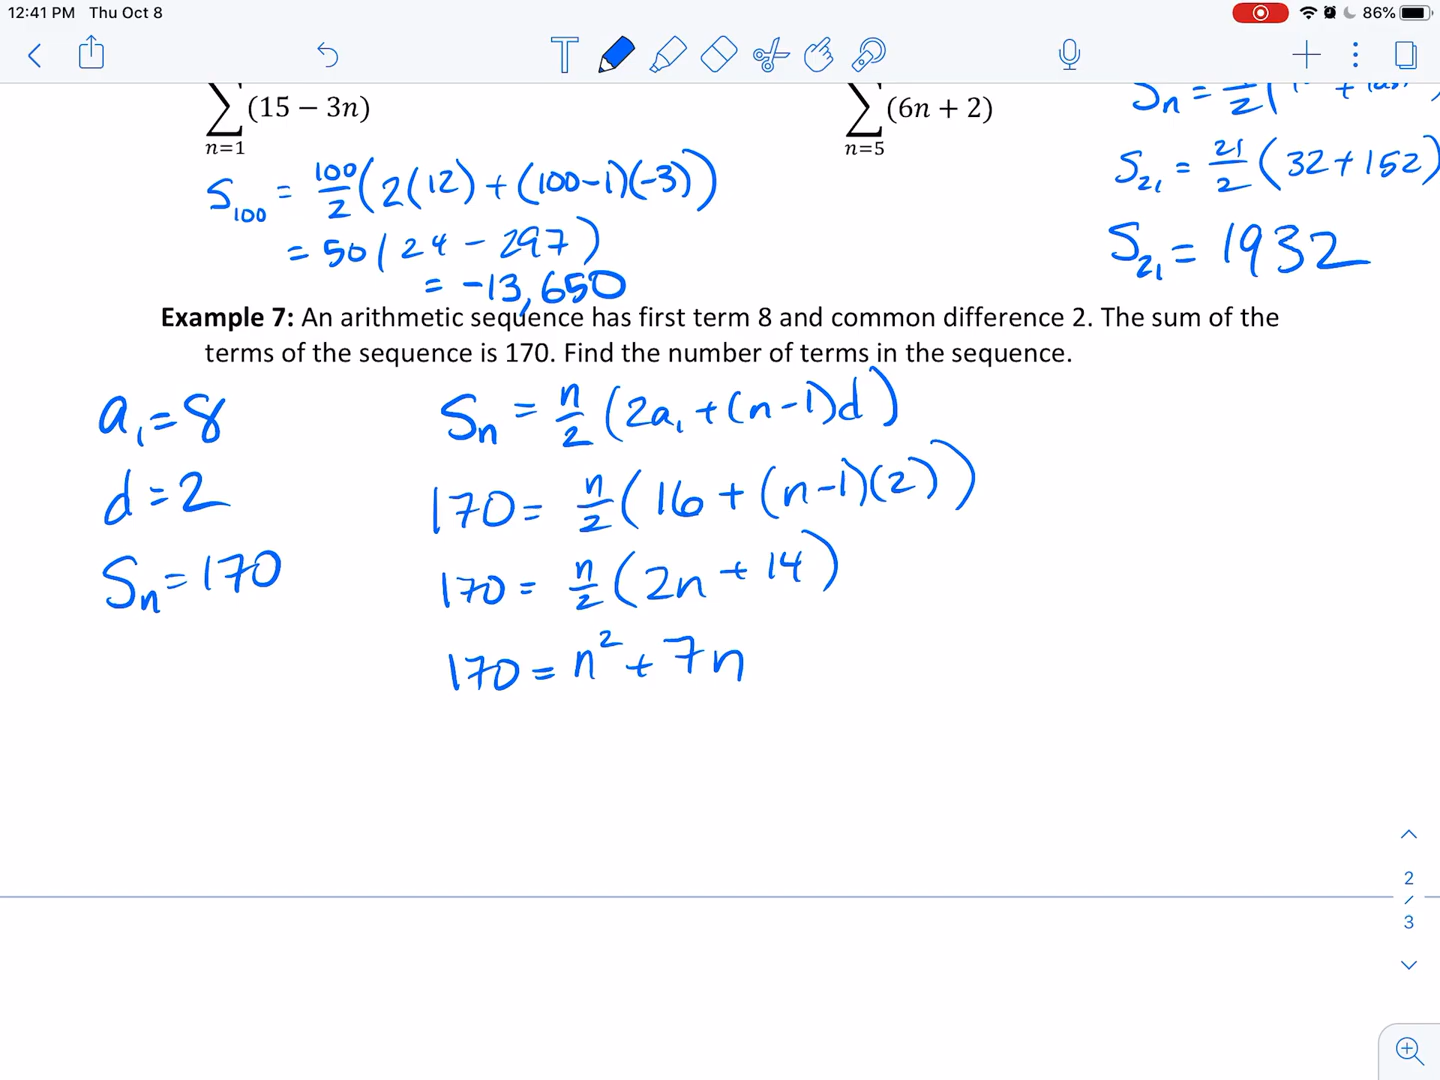 12:41 PM Thu Oct 8
86%
T
∑(15 − 3n)
n=1
S₁₀₀ = 100/2(2(12)+(100-1)(-3))
= 50(24 - 297)
= -13,650
∑(6n + 2)
n=5
Sₙ =
S₂₁ = 21/2(32+152)
S₂₁ = 1932
Example 7: An arithmetic sequence has first term 8 and common difference 2. The sum of the
terms of the sequence is 170. Find the number of terms in the sequence.
a₁=8
d=2
Sₙ=170
Sₙ = n/2(2a₁+(n-1)d)
170= n/2(16+(n-1)(2))
170= n/2(2n+14)
170=n²+7n
2
/
3